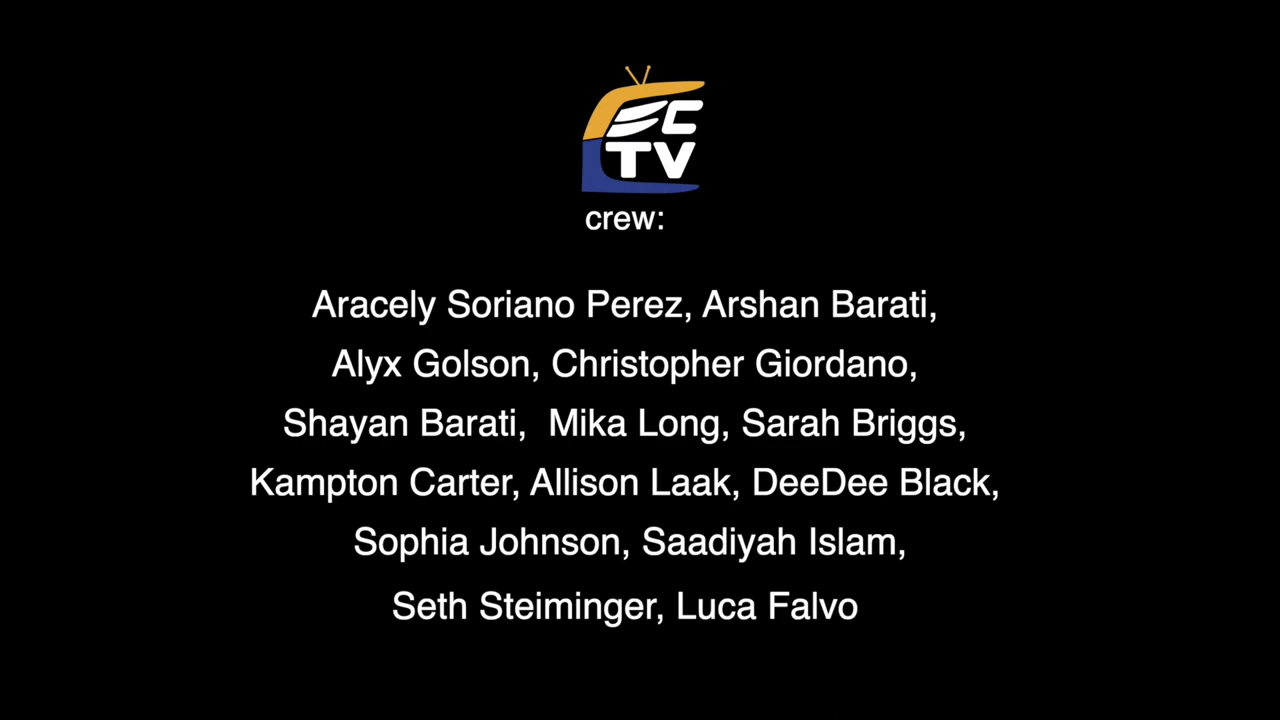 EC
TV
crew:
Aracely Soriano Perez, Arshan Barati,
Alyx Golson, Christopher Giordano,
Shayan Barati,  Mika Long, Sarah Briggs,
Kampton Carter, Allison Laak, DeeDee Black,
Sophia Johnson, Saadiyah Islam,
Seth Steiminger, Luca Falvo